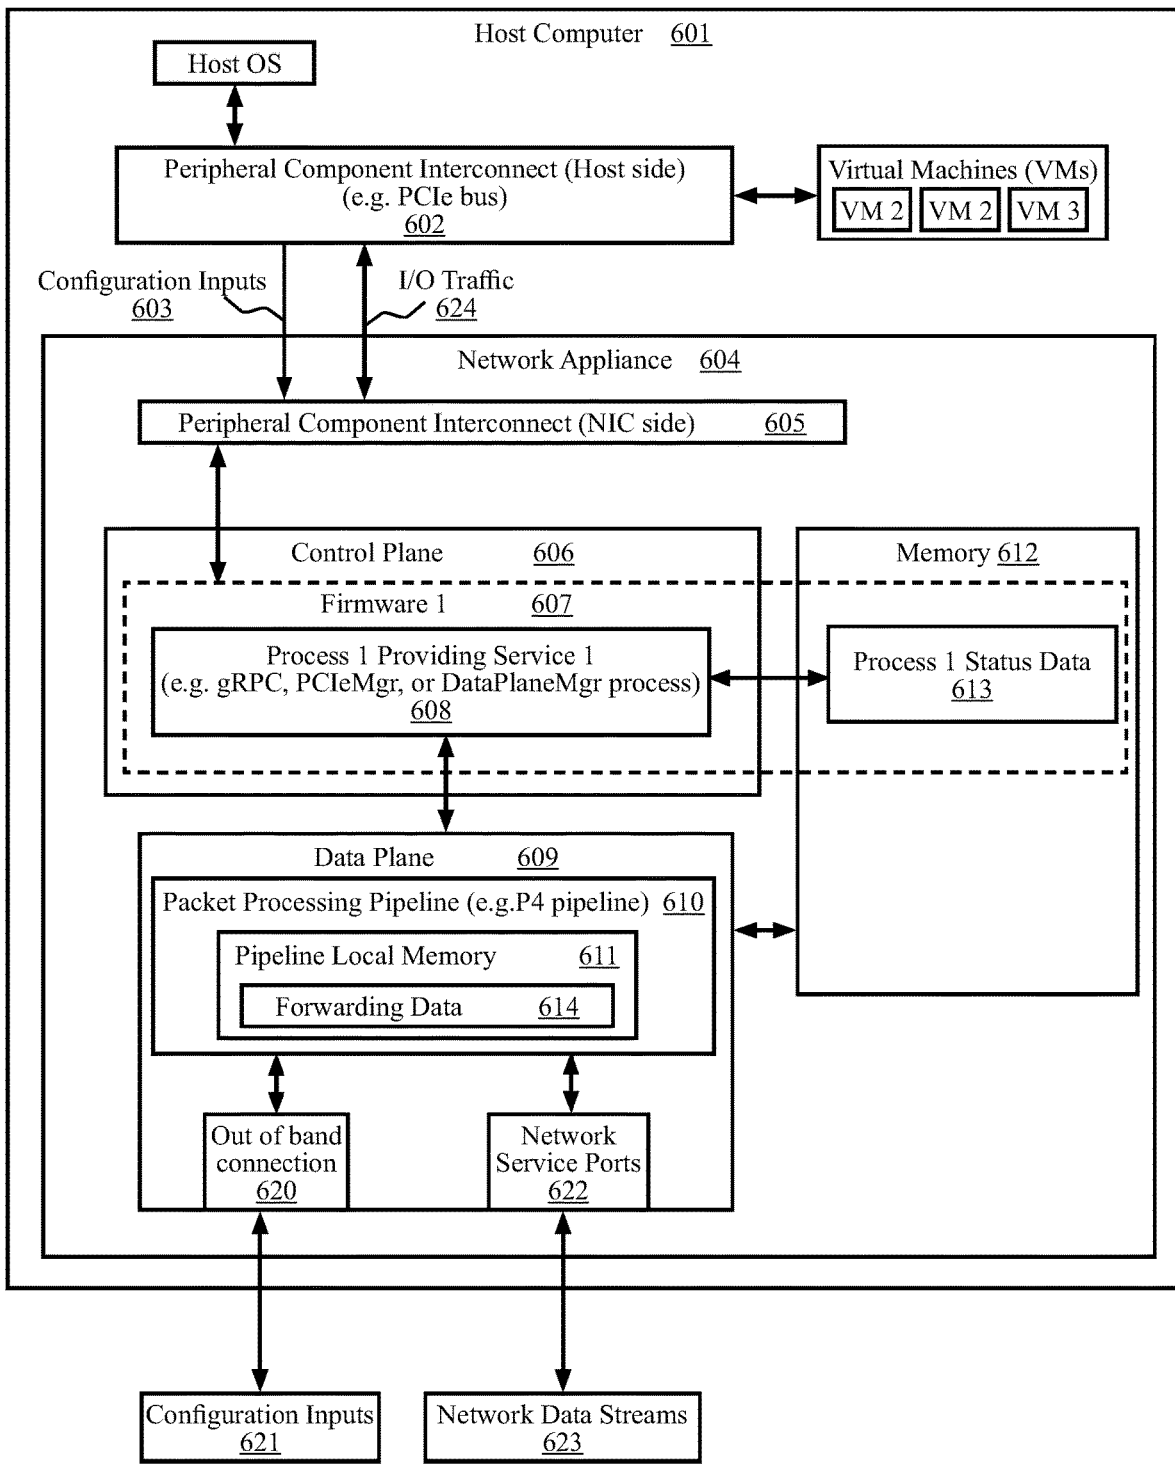 Host Computer 601
Host OS
Peripheral Component Interconnect (Host side)
(e.g. PCIe bus)
602
Virtual Machines (VMs)
VM 2 VM 2 VM 3
Configuration Inputs
603
I/O Traffic
624
Network Appliance 604
Peripheral Component Interconnect (NIC side) 605
Control Plane 606
Memory 612
Firmware 1 607
Process 1 Providing Service 1
(e.g. gRPC, PCIeMgr, or DataPlaneMgr process)
608
Process 1 Status Data
613
Data Plane 609
Packet Processing Pipeline (e.g.P4 pipeline) 610
Pipeline Local Memory 611
Forwarding Data 614
Out of band
connection
620
Network
Service Ports
622
Configuration Inputs
621
Network Data Streams
623